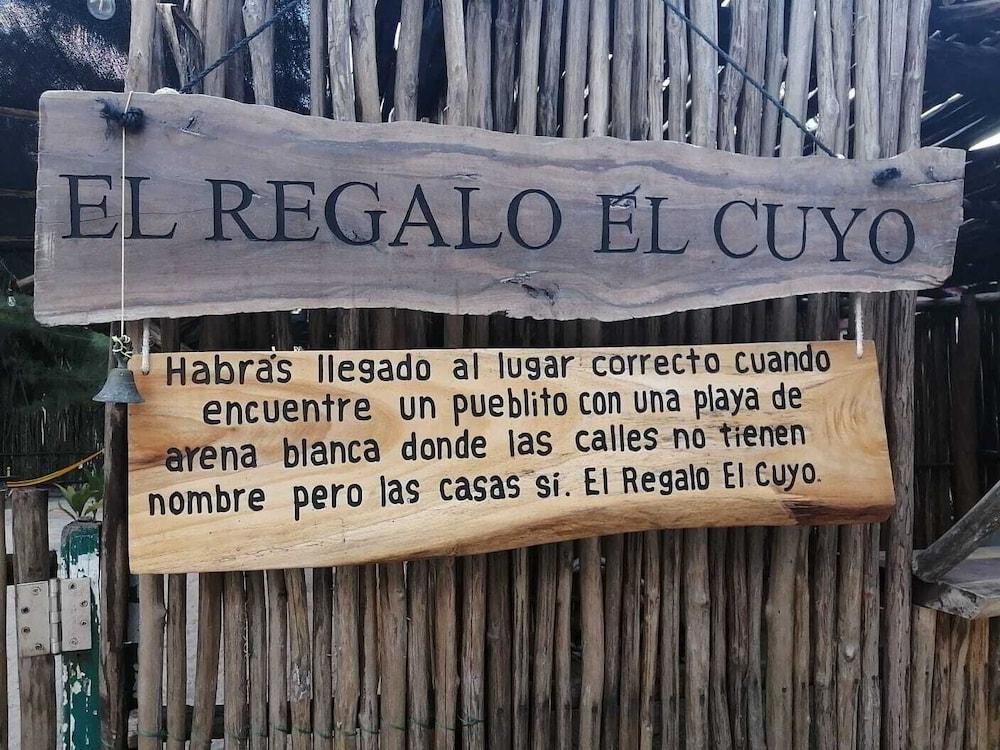 EL REGALO EL CUYO
Habrás llegado al lugar correcto cuando
encuentre un pueblito con una playa de
arena blanca donde las calles no tienen
nombre pero las casas sí. El Regalo El Cuyo.